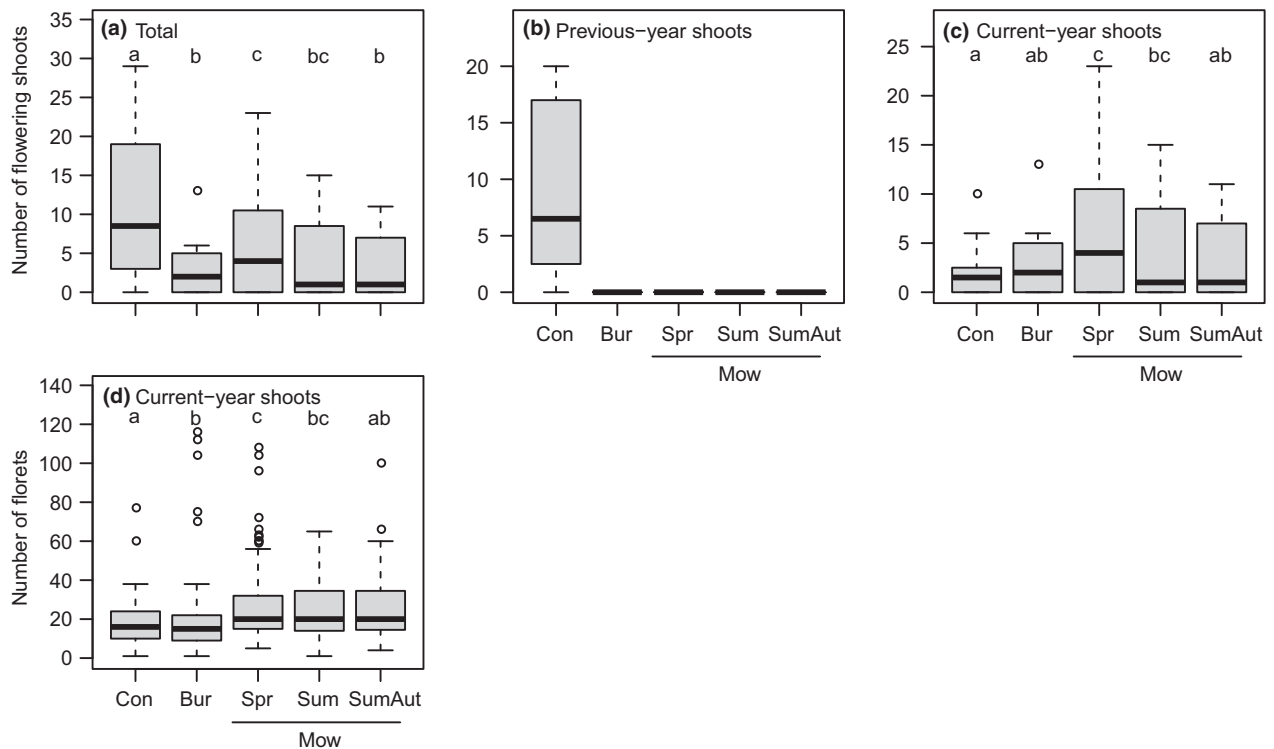 (a) Total
a b c bc b
Number of flowering shoots
35
30
25
20
15
10
5
0
(b) Previous−year shoots
20
15
10
5
0
Con Bur Spr Sum SumAut
Mow
(c) Current−year shoots
a ab c bc ab
25
20
15
10
5
0
Con Bur Spr Sum SumAut
Mow
(d) Current−year shoots
a b c bc ab
Number of florets
140
120
100
80
60
40
20
0
Con Bur Spr Sum SumAut
Mow